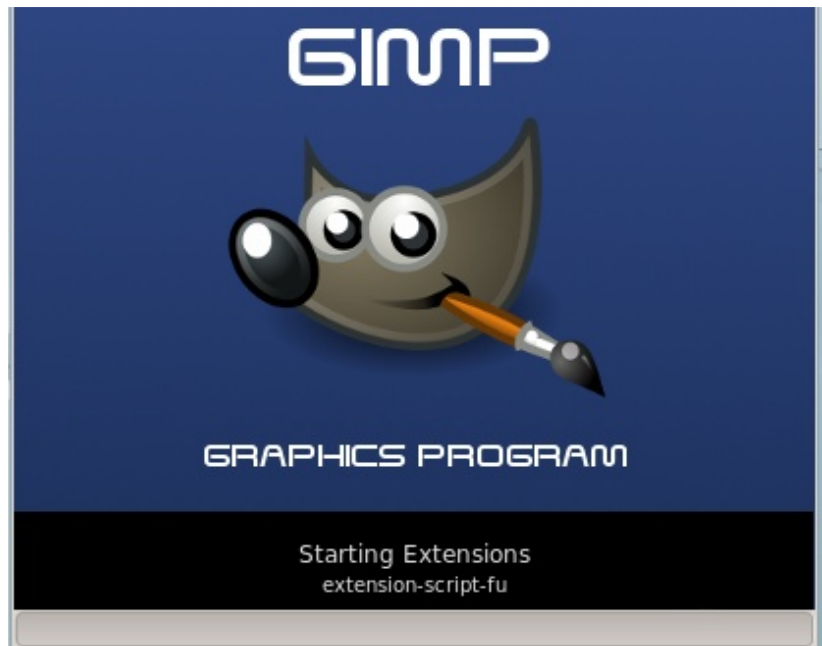 GIMP
GRAPHICS PROGRAM
Starting Extensions
extension-script-fu